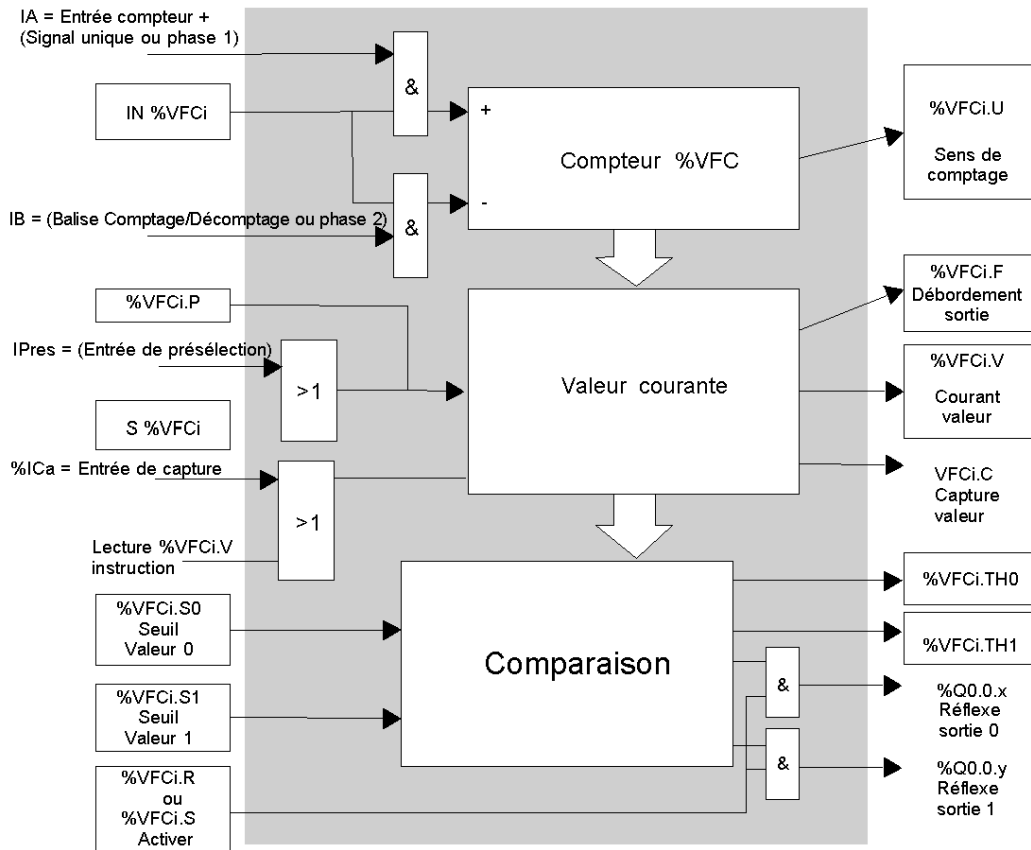 IA = Entrée compteur +
(Signal unique ou phase 1)
IN %VFCi
IB = (Balise Comptage/Décomptage ou phase 2)
&
&
+
-
Compteur %VFC
%VFCi.U
Sens de
comptage
%VFCi.P
IPres = (Entrée de présélection)
>1
S %VFCi
Valeur courante
%VFCi.F
Débordement
sortie
%VFCi.V
Courant
valeur
VFCi.C
Capture
valeur
%ICa = Entrée de capture
>1
Lecture %VFCi.V
instruction
%VFCi.S0
Seuil
Valeur 0
%VFCi.S1
Seuil
Valeur 1
%VFCi.R
ou
%VFCi.S
Activer
Comparaison
&
&
%VFCi.TH0
%VFCi.TH1
%Q0.0.x
Réflexe
sortie 0
%Q0.0.y
Réflexe
sortie 1